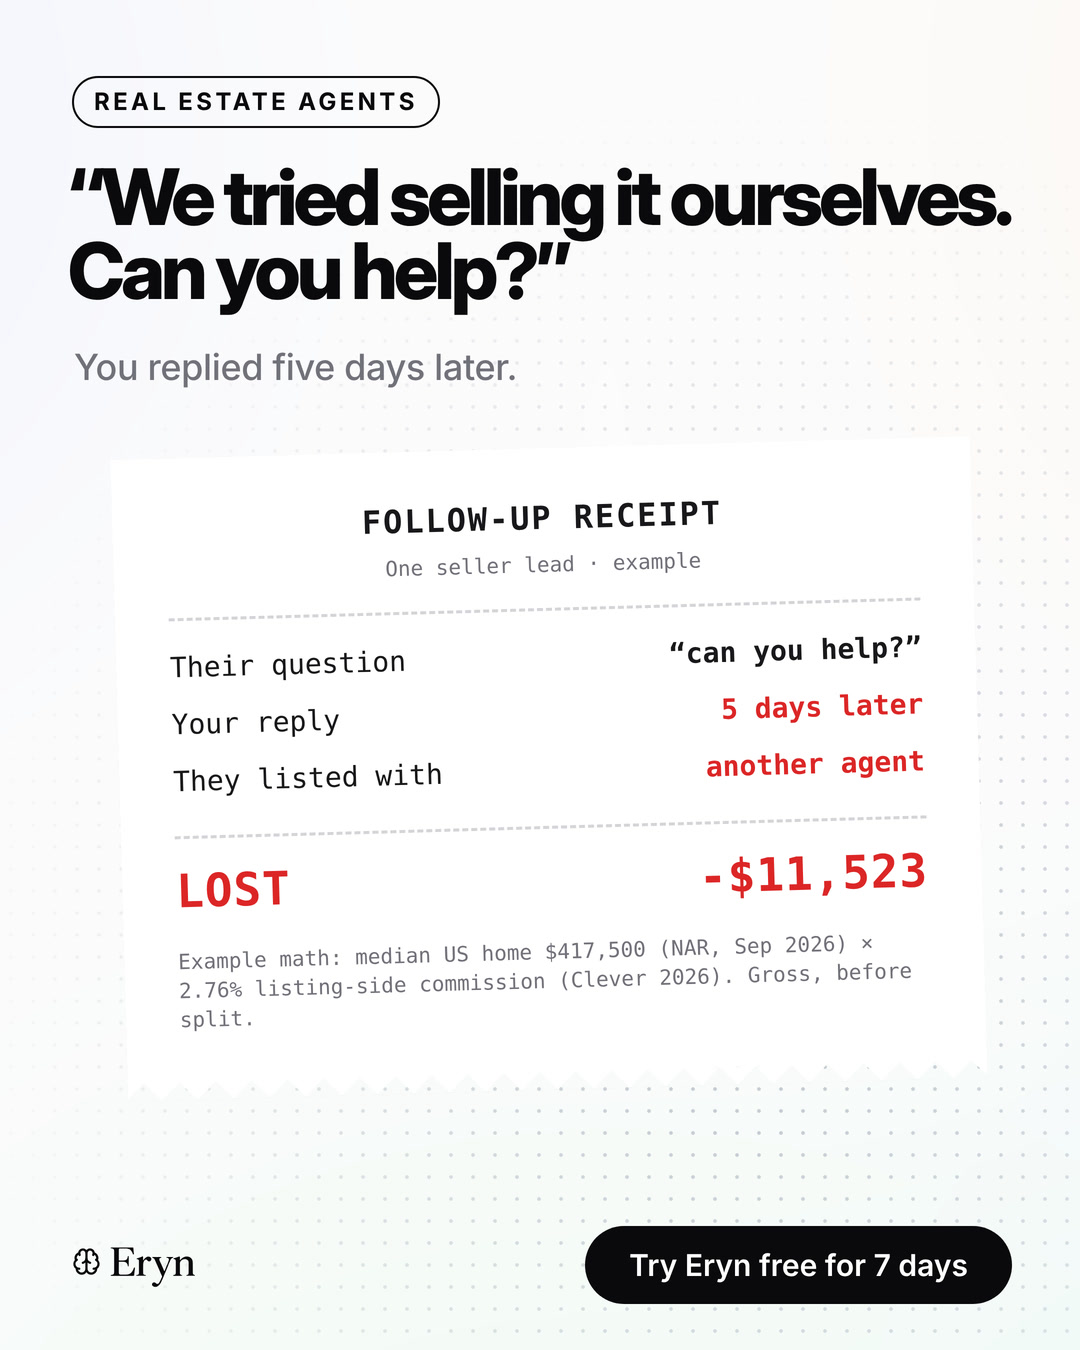 REAL ESTATE AGENTS
“We tried selling it ourselves.
Can you help?”
You replied five days later.
FOLLOW-UP RECEIPT
One seller lead · example
Their question “can you help?”
Your reply 5 days later
They listed with another agent
LOST -$11,523
Example math: median US home $417,500 (NAR, Sep 2026) ×
2.76% listing-side commission (Clever 2026). Gross, before
split.
Eryn
Try Eryn free for 7 days